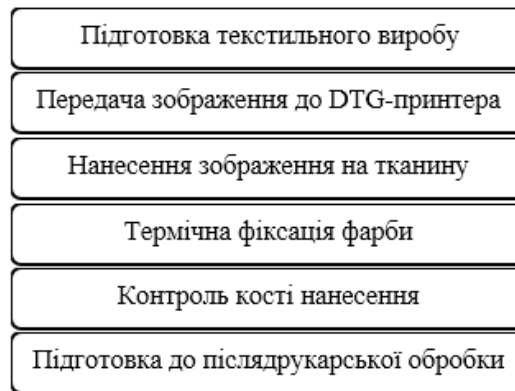 Підготовка текстильного виробу
Передача зображення до DTG-принтера
Нанесення зображення на тканину
Термічна фіксація фарби
Контроль кості нанесення
Підготовка до післядрукарської обробки